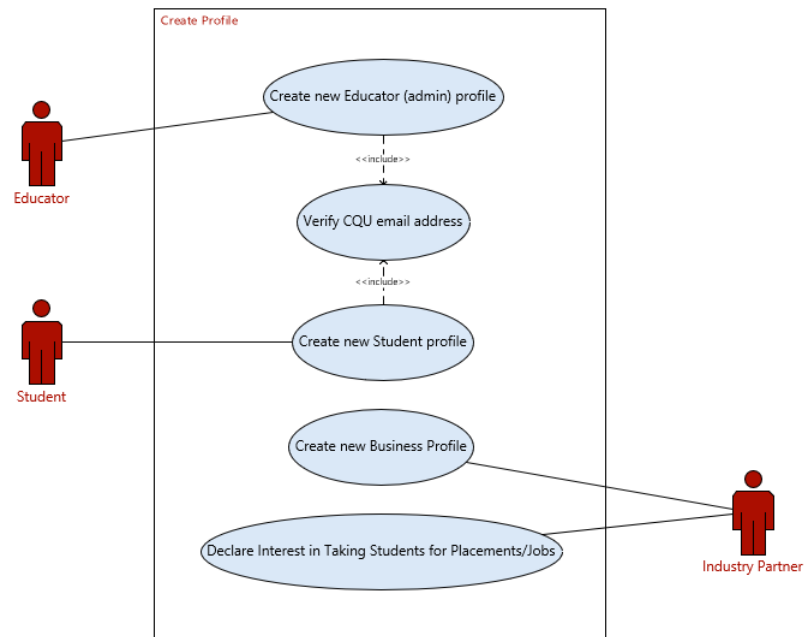 Create Profile
Create new Educator (admin) profile
<<include>>
Educator
Verify CQU email address
<<include>>
Create new Student profile
Student
Create new Business Profile
Declare Interest in Taking Students for Placements/Jobs
Industry Partner